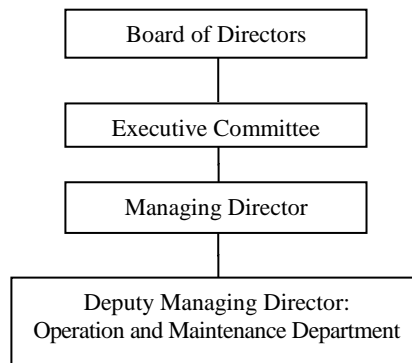 Board of Directors
Executive Committee
Managing Director
Deputy Managing Director:
Operation and Maintenance Department